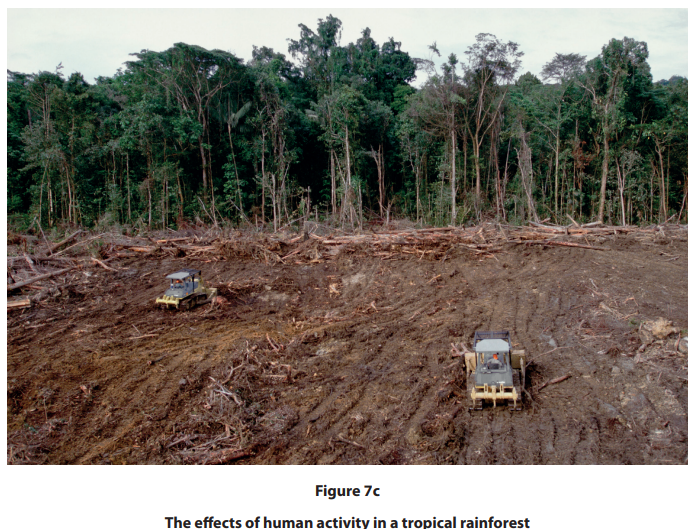 Figure 7c
The effects of human activity in a tropical rainforest